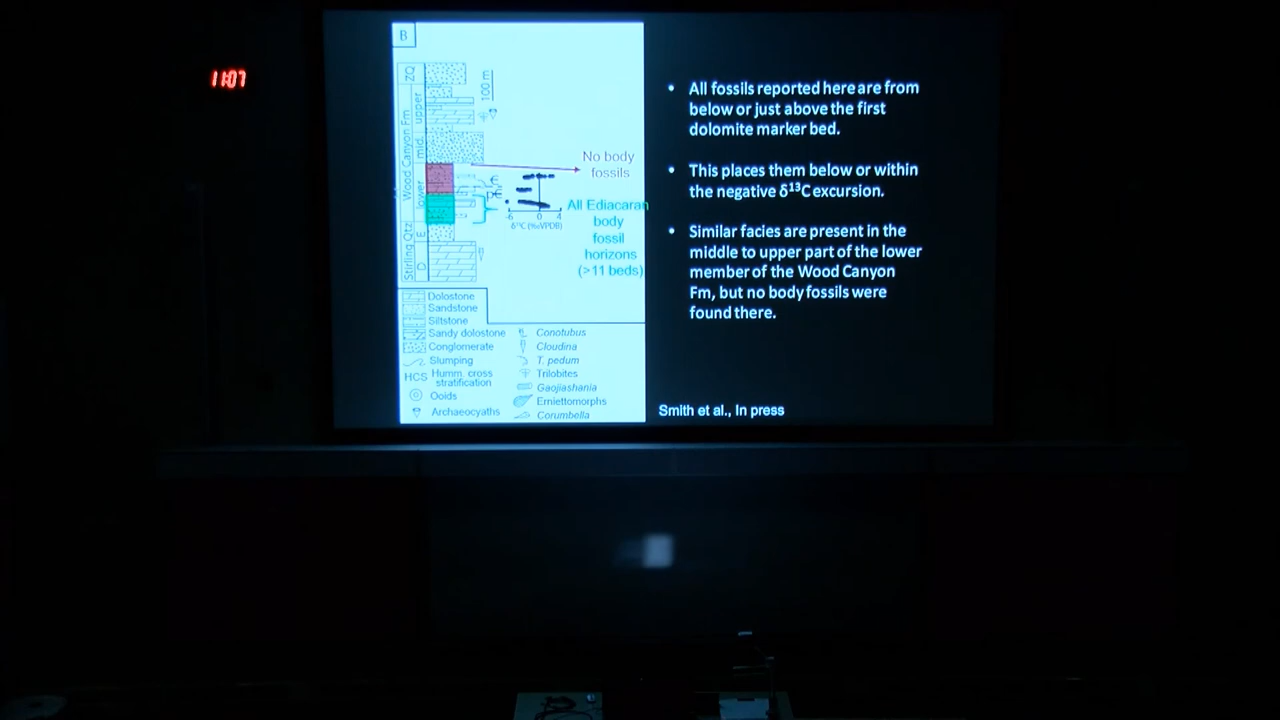 11:07
B
ZQ
Wood Canyon Fm
upper
mid.
lower
Stirling Qtz
E
D
100 m
No body
fossils
-6 0 4
δ¹³C (‰VPDB)
All Ediacaran
body
fossil
horizons
(>11 beds)
Dolostone
Sandstone
Siltstone
Sandy dolostone
Conglomerate
Slumping
HCS Humm. cross
stratification
Ooids
Archaeocyaths
Conotubus
Cloudina
T. pedum
Trilobites
Gaojiashania
Erniettomorphs
Corumbella
• All fossils reported here are from
below or just above the first
dolomite marker bed.
• This places them below or within
the negative δ¹³C excursion.
• Similar facies are present in the
middle to upper part of the lower
member of the Wood Canyon
Fm, but no body fossils were
found there.
Smith et al., In press